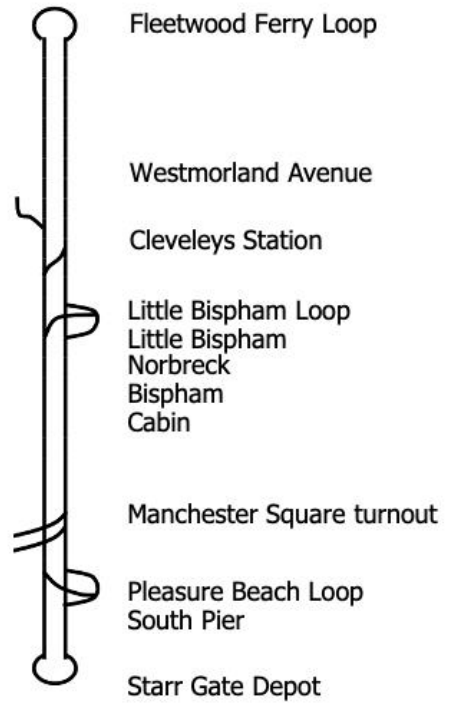 Fleetwood Ferry Loop
Westmorland Avenue
Cleveleys Station
Little Bispham Loop
Little Bispham
Norbreck
Bispham
Cabin
Manchester Square turnout
Pleasure Beach Loop
South Pier
Starr Gate Depot